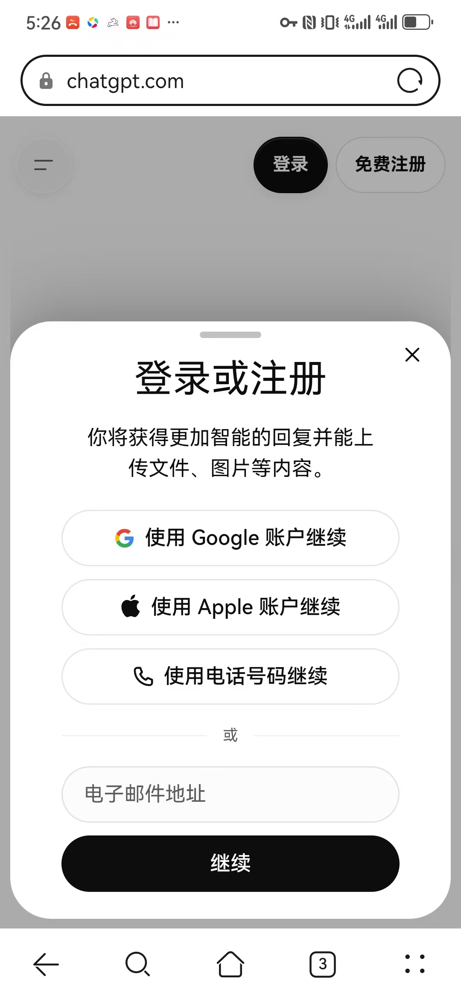 5:26
4G 4G
chatgpt.com
登录 免费注册
登录或注册
你将获得更加智能的回复并能上
传文件、图片等内容。
使用 Google 账户继续
使用 Apple 账户继续
使用电话号码继续
或
电子邮件地址
继续
3